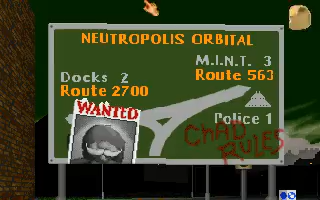 NEUTROPOLIS ORBITAL
M.I.N.T. 3
Route 563
Docks 2
Route 2700
WANTED
Police 1
CHAD
RULES